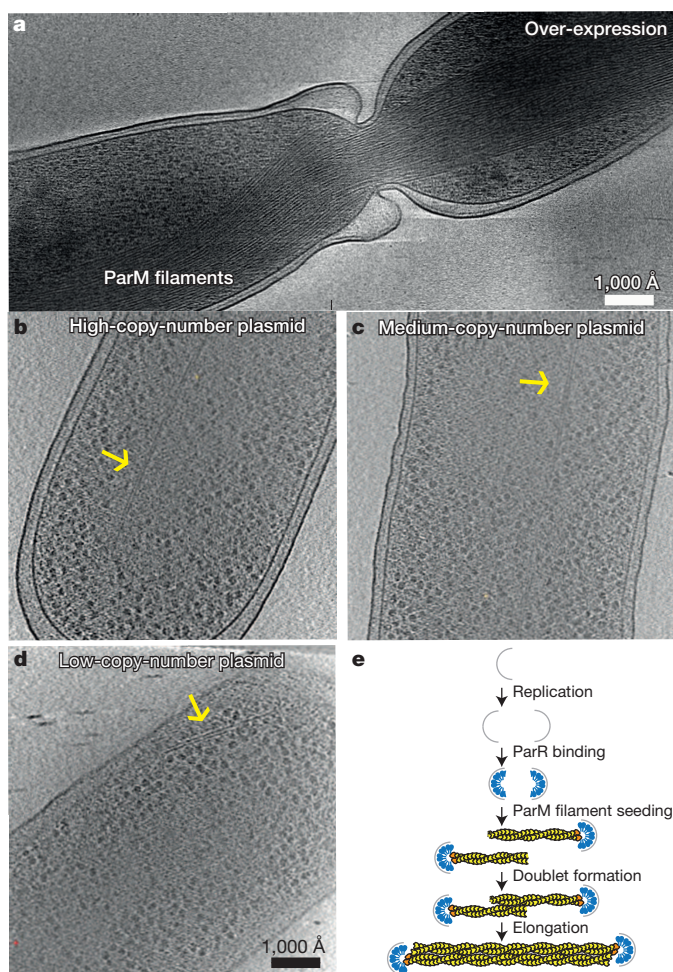 a
Over-expression
ParM filaments
1,000 Å
b
High-copy-number plasmid
c
Medium-copy-number plasmid
d
Low-copy-number plasmid
1,000 Å
e
Replication
ParR binding
ParM filament seeding
Doublet formation
Elongation